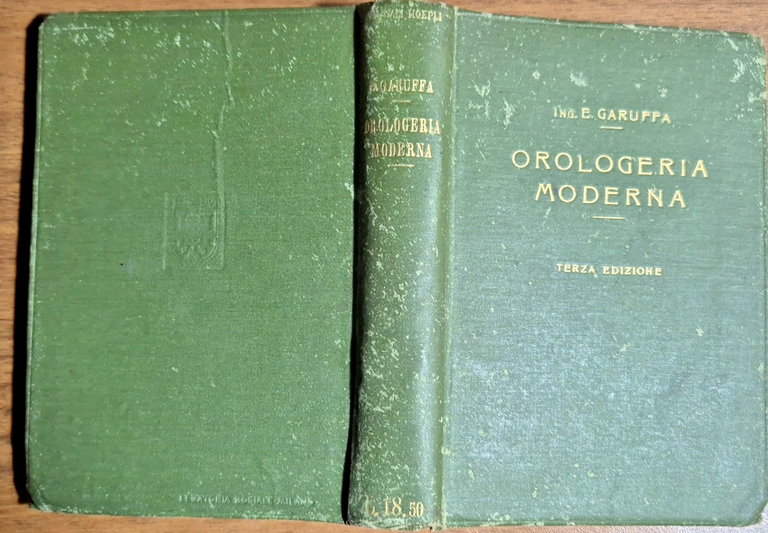 HOEPLI
GARUFFA
OROLOGERIA
MODERNA
L. 18.50
ING. E. GARUFFA
OROLOGERIA
MODERNA
TERZA EDIZIONE